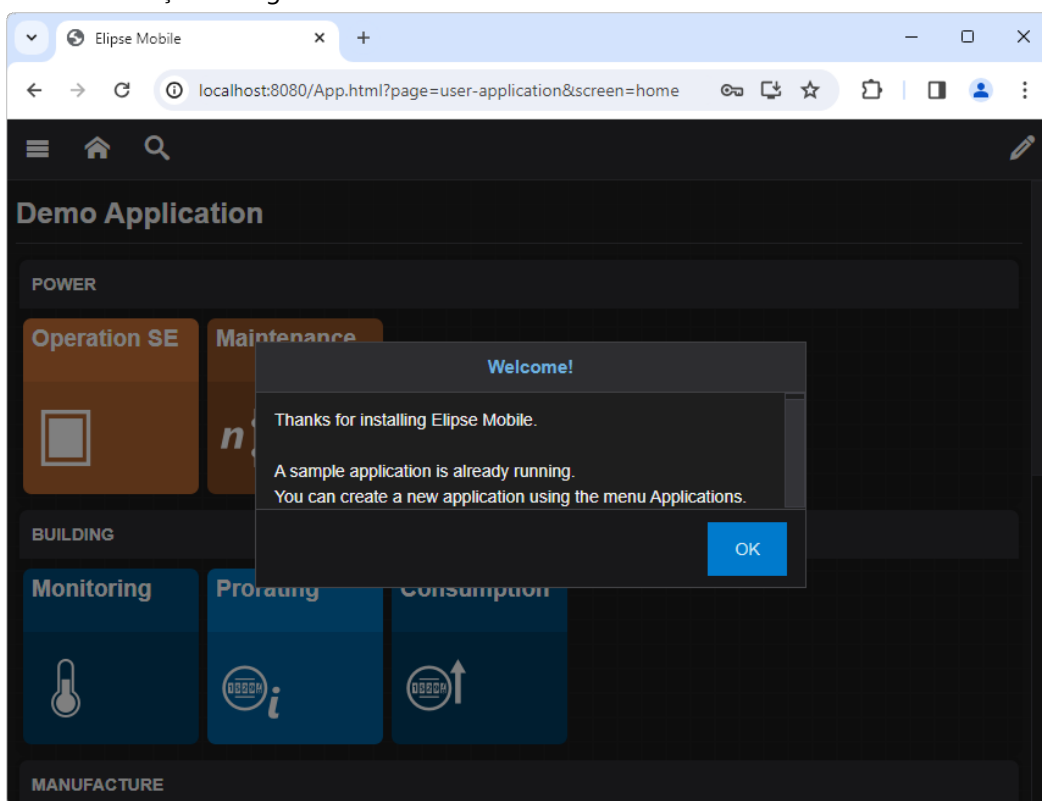 Elipse Mobile
localhost:8080/App.html?page=user-application&screen=home
Demo Application
POWER
Operation SE
Maintenance
n
Welcome!
Thanks for installing Elipse Mobile.
A sample application is already running.
You can create a new application using the menu Applications.
OK
BUILDING
Monitoring
Prorating
Consumption
i
MANUFACTURE